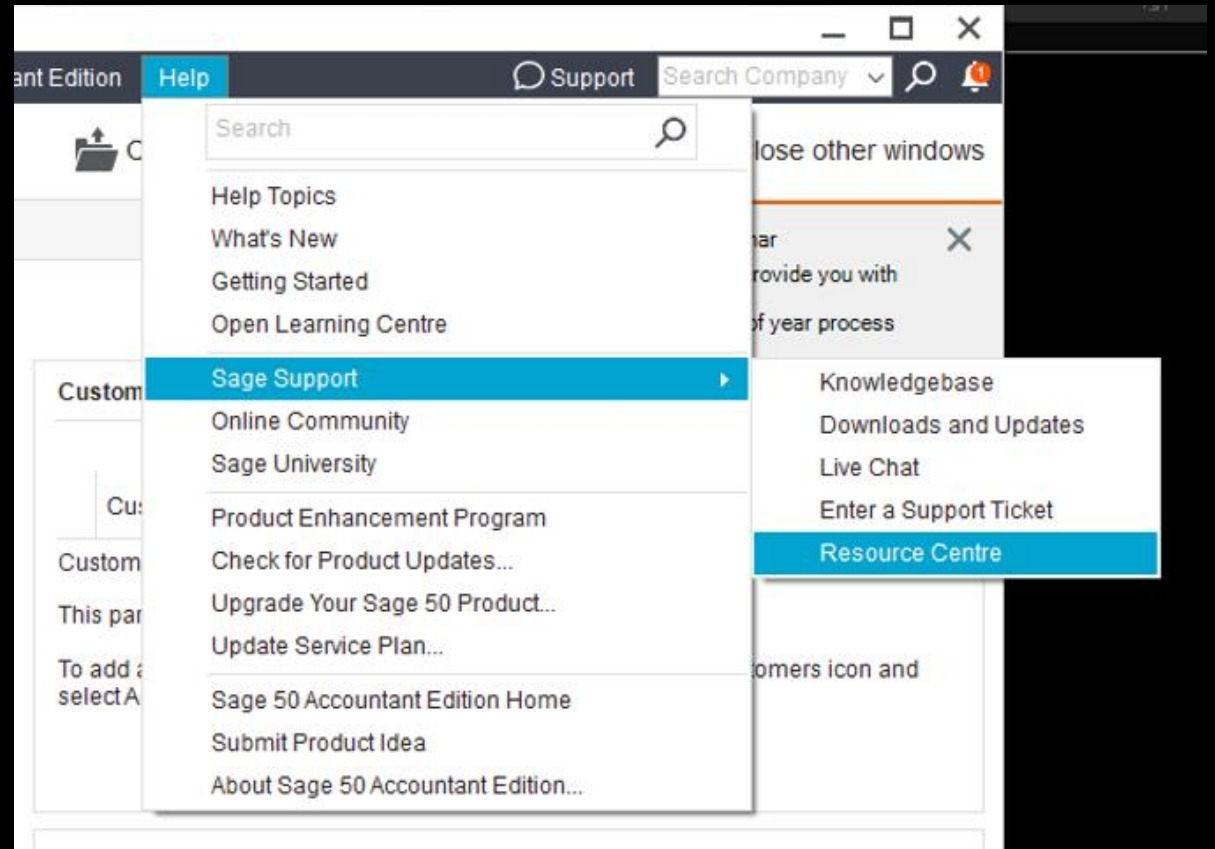 ant Edition Help Support Search Company
1
Search
lose other windows
Help Topics
What's New
Getting Started
Open Learning Centre
nar
rovide you with
of year process
Sage Support
Online Community
Sage University
Knowledgebase
Downloads and Updates
Live Chat
Enter a Support Ticket
Resource Centre
Product Enhancement Program
Check for Product Updates...
Upgrade Your Sage 50 Product...
Update Service Plan...
Sage 50 Accountant Edition Home
Submit Product Idea
About Sage 50 Accountant Edition...
Custom
Cus
Custom
This par
To add a
select A
omers icon and